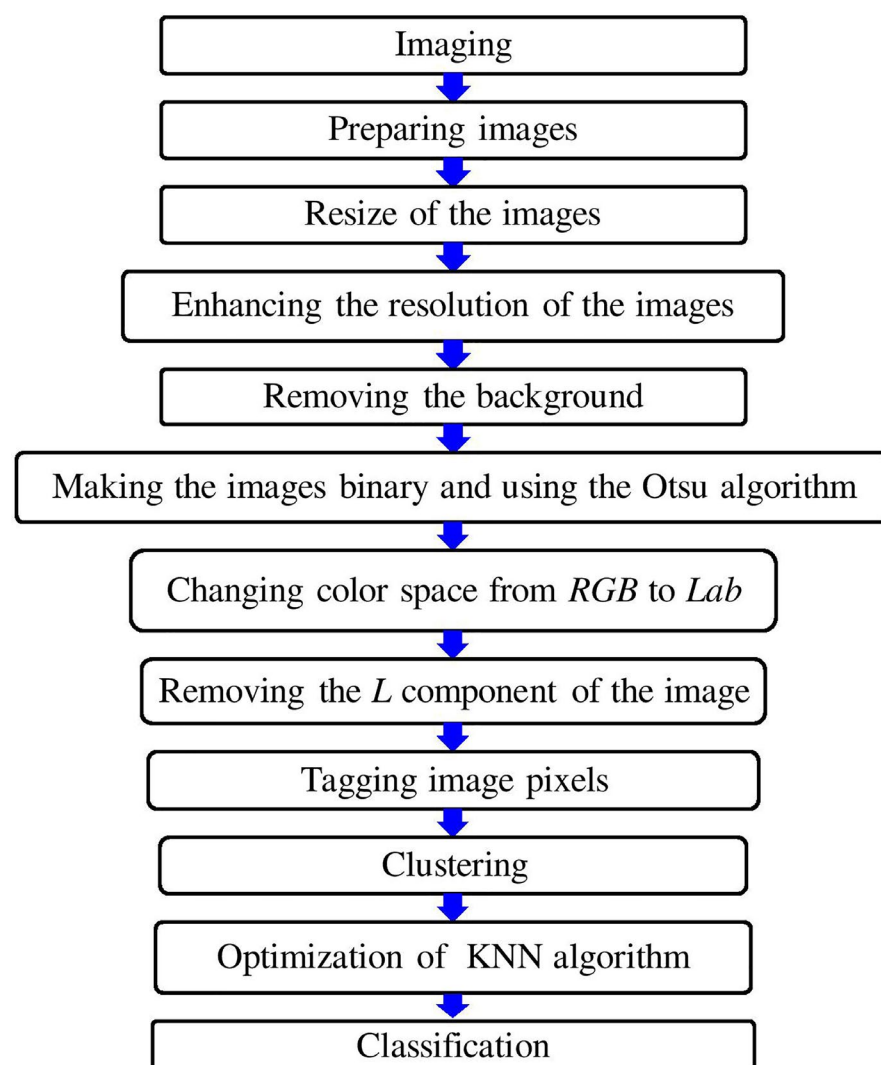 Imaging
Preparing images
Resize of the images
Enhancing the resolution of the images
Removing the background
Making the images binary and using the Otsu algorithm
Changing color space from RGB to Lab
Removing the L component of the image
Tagging image pixels
Clustering
Optimization of KNN algorithm
Classification